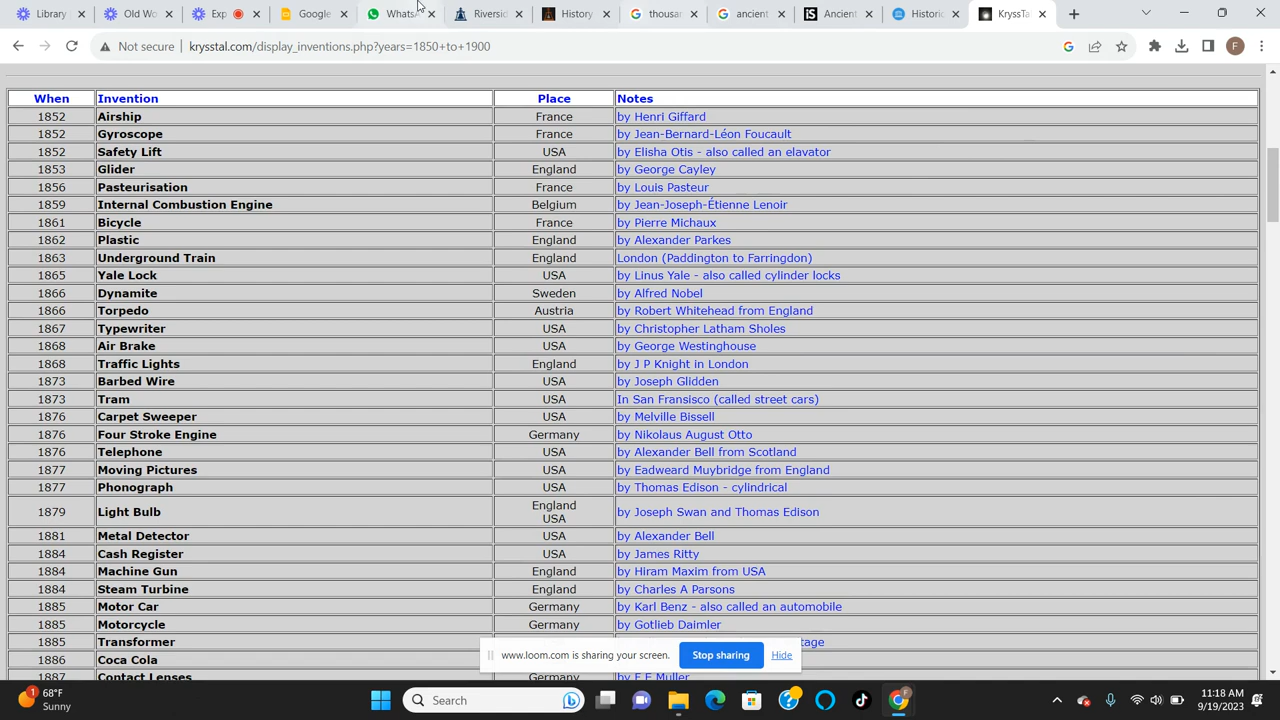 Library
Old Wo
Exp
Google
Whats
Riversid
History
thousan
ancient
Ancient
Historic
KryssTa
Not secure
krysstal.com/display_inventions.php?years=1850+to+1900
F
When Invention Place Notes
1852 Airship France by Henri Giffard
1852 Gyroscope France by Jean-Bernard-Léon Foucault
1852 Safety Lift USA by Elisha Otis - also called an elavator
1853 Glider England by George Cayley
1856 Pasteurisation France by Louis Pasteur
1859 Internal Combustion Engine Belgium by Jean-Joseph-Étienne Lenoir
1861 Bicycle France by Pierre Michaux
1862 Plastic England by Alexander Parkes
1863 Underground Train England London (Paddington to Farringdon)
1865 Yale Lock USA by Linus Yale - also called cylinder locks
1866 Dynamite Sweden by Alfred Nobel
1866 Torpedo Austria by Robert Whitehead from England
1867 Typewriter USA by Christopher Latham Sholes
1868 Air Brake USA by George Westinghouse
1868 Traffic Lights England by J P Knight in London
1873 Barbed Wire USA by Joseph Glidden
1873 Tram USA In San Fransisco (called street cars)
1876 Carpet Sweeper USA by Melville Bissell
1876 Four Stroke Engine Germany by Nikolaus August Otto
1876 Telephone USA by Alexander Bell from Scotland
1877 Moving Pictures USA by Eadweard Muybridge from England
1877 Phonograph USA by Thomas Edison - cylindrical
1879 Light Bulb England USA by Joseph Swan and Thomas Edison
1881 Metal Detector USA by Alexander Bell
1884 Cash Register USA by James Ritty
1884 Machine Gun England by Hiram Maxim from USA
1884 Steam Turbine England by Charles A Parsons
1885 Motor Car Germany by Karl Benz - also called an automobile
1885 Motorcycle Germany by Gotlieb Daimler
1885 Transformer tage
1886 Coca Cola
1887 Contact Lenses Germany by F E Muller
www.loom.com is sharing your screen. Stop sharing Hide
1
68°F
Sunny
Search
11:18 AM
9/19/2023